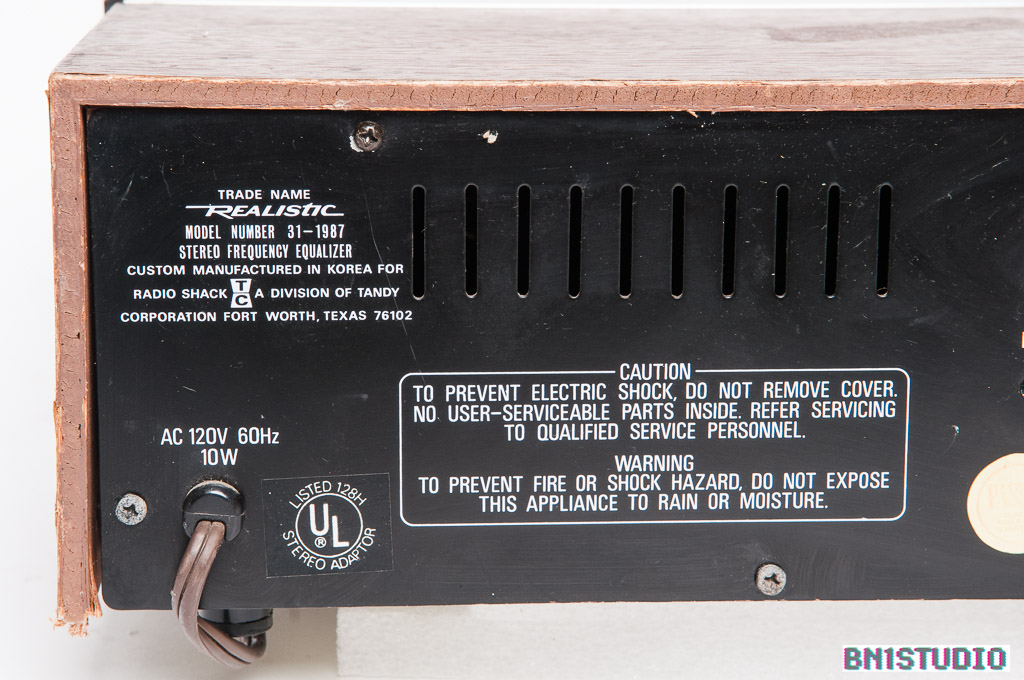 TRADE NAME
REALISTIC
MODEL NUMBER 31-1987
STEREO FREQUENCY EQUALIZER
CUSTOM MANUFACTURED IN KOREA FOR
RADIO SHACK TC A DIVISION OF TANDY
CORPORATION FORT WORTH, TEXAS 76102
CAUTION
TO PREVENT ELECTRIC SHOCK, DO NOT REMOVE COVER.
NO USER-SERVICEABLE PARTS INSIDE. REFER SERVICING
TO QUALIFIED SERVICE PERSONNEL.
WARNING
TO PREVENT FIRE OR SHOCK HAZARD, DO NOT EXPOSE
THIS APPLIANCE TO RAIN OR MOISTURE.
AC 120V 60Hz
10W
LISTED 128H
UL ®
STEREO ADAPTOR
BN1STUDIO